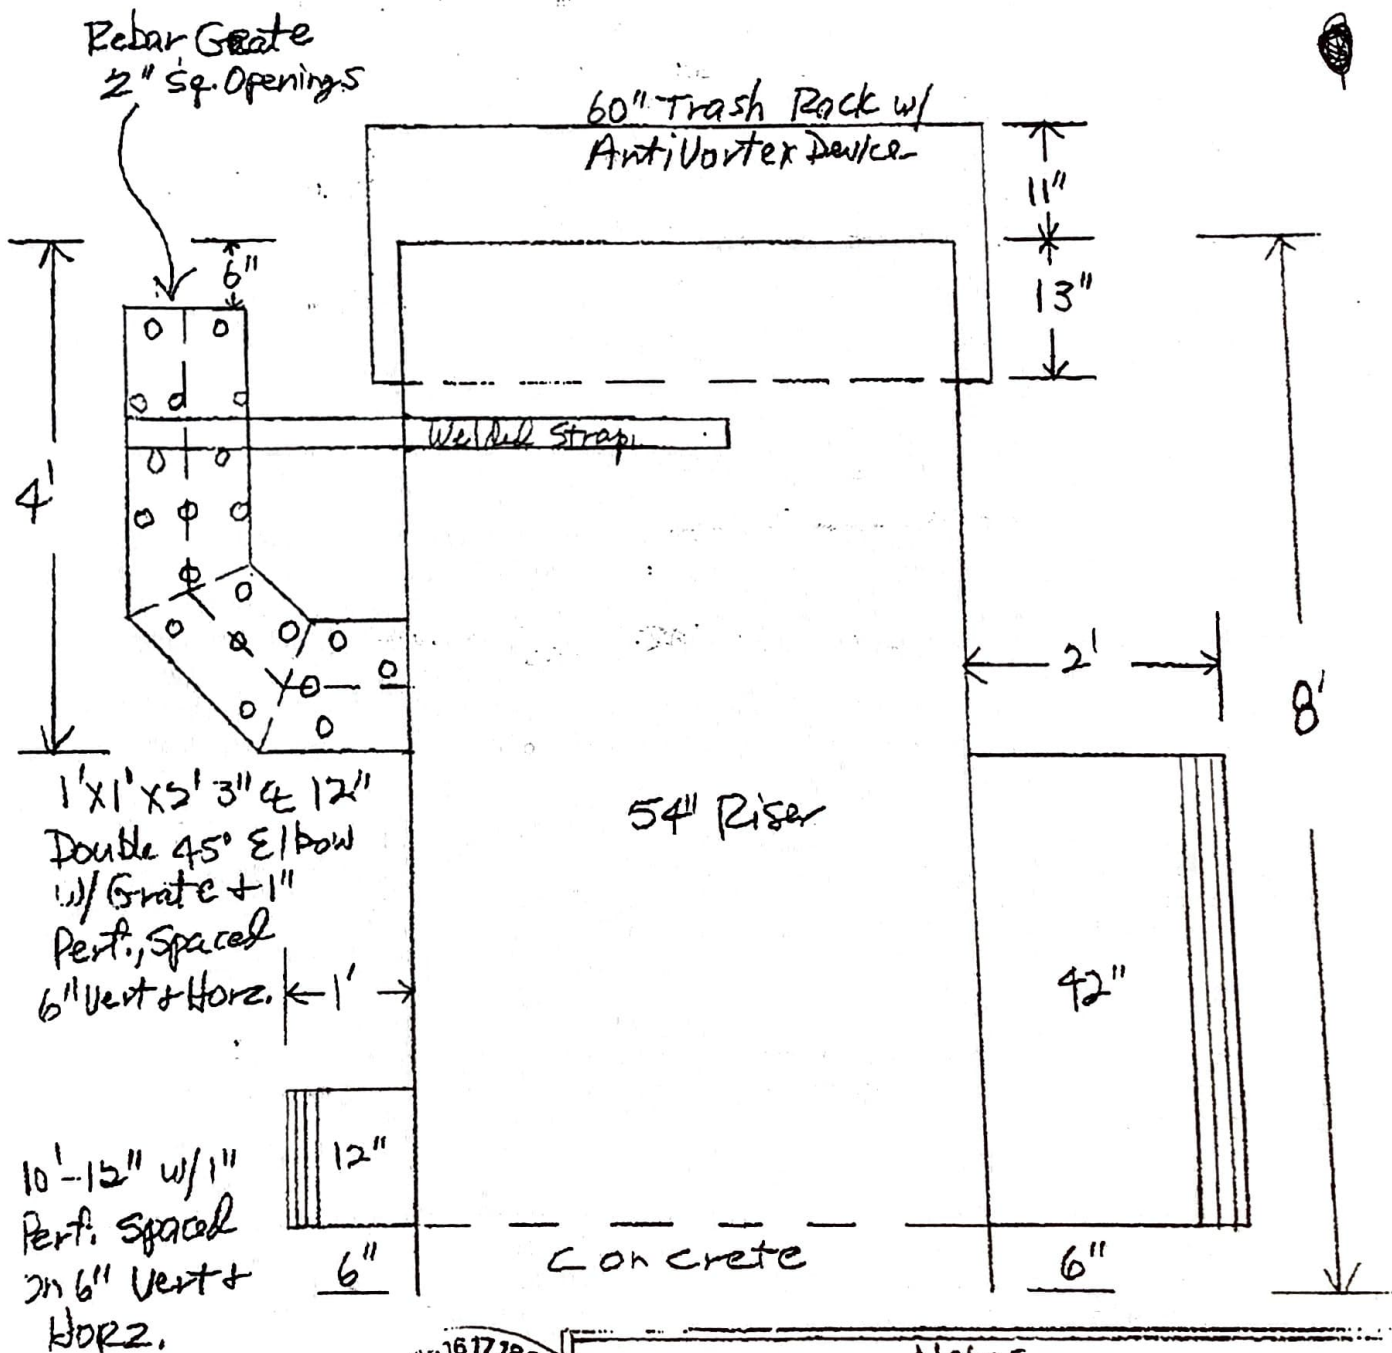 Rebar Grate
2" Sq. Openings
60" Trash Rack w/
AntiVortex Device
11"
6"
13"
Welded Strap
4'
2'
8'
1'X1'X2'3" ℄ 12"
Double 45° Elbow
w/ Grate + 1"
Perf., Spaced
6" Vert + Horz.
54" Riser
1'
42"
12"
10'-12" w/ 1"
Perf. Spaced
on 6" Vert +
Horz.
6"
Concrete
6"